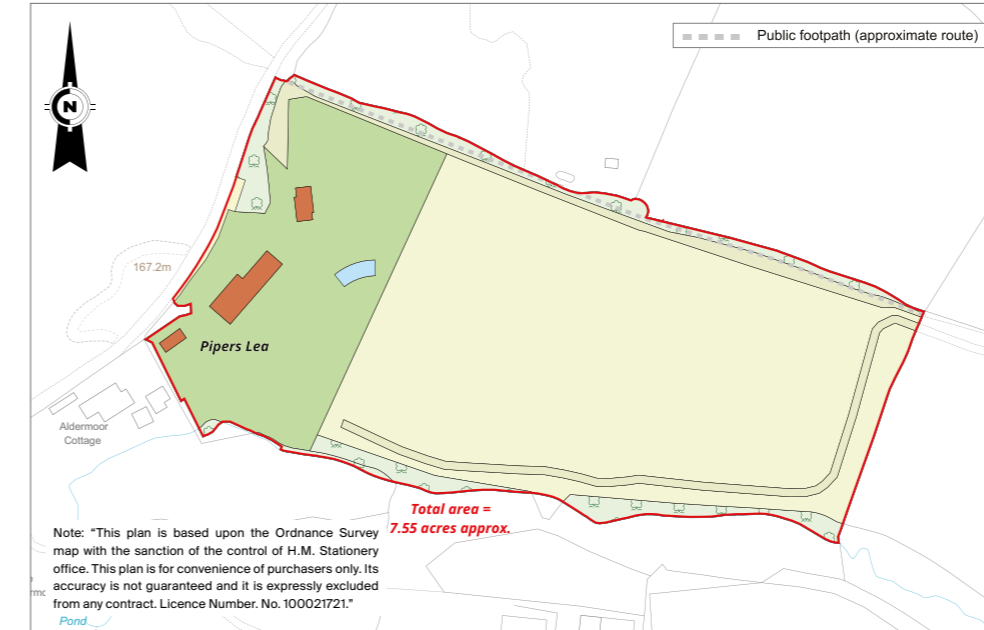 Public footpath (approximate route)
N
167.2m
Pipers Lea
Aldermoor
Cottage
Total area =
7.55 acres approx.
Note: “This plan is based upon the Ordnance Survey
map with the sanction of the control of H.M. Stationery
office. This plan is for convenience of purchasers only. Its
accuracy is not guaranteed and it is expressly excluded
from any contract. Licence Number. No. 100021721.”
Pond